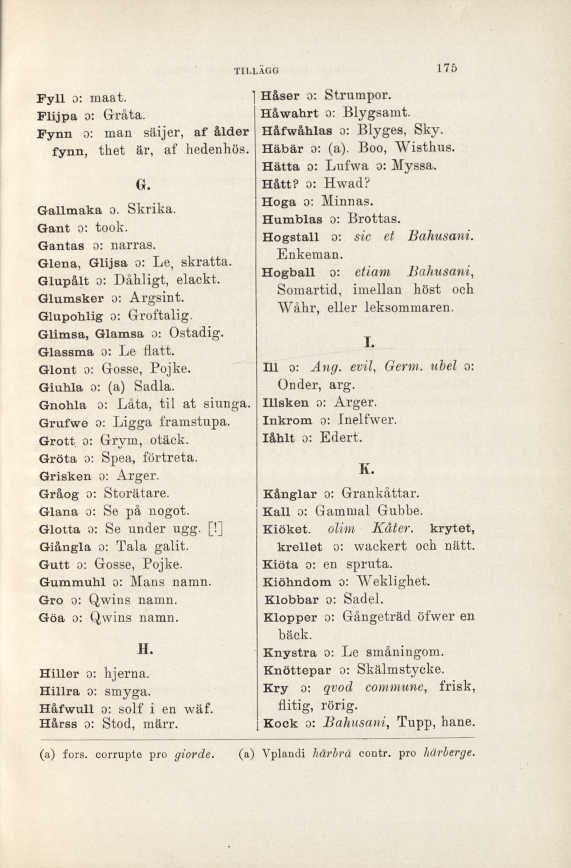 TILLÄGG 175
Fyll ɔ: maat.
Flijpa ɔ: Gråta.
Fynn ɔ: man säijer, af ålder
fynn, thet är, af hedenhös.
G.
Gallmaka ɔ. Skrika.
Gant ɔ: took.
Gantas ɔ: narras.
Glena, Glijsa ɔ: Le, skratta.
Glupålt ɔ: Dåhligt, elackt.
Glumsker ɔ: Argsint.
Glupohlig ɔ: Groftalig.
Glimsa, Glamsa ɔ: Ostadig.
Glassma ɔ: Le flatt.
Glont ɔ: Gosse, Pojke.
Giuhla ɔ: (a) Sadla.
Gnohla ɔ: Låta, til at siunga.
Grufwe ɔ: Ligga framstupa.
Grott ɔ: Grym, otäck.
Gröta ɔ: Spea, förtreta.
Grisken ɔ: Arger.
Gråog ɔ: Storätare.
Glana ɔ: Se på nogot.
Glotta ɔ: Se under ugg. [!]
Giångla ɔ: Tala galit.
Gutt ɔ: Gosse, Pojke.
Gummuhl ɔ: Mans namn.
Gro ɔ: Qwins namn.
Göa ɔ: Qwins namn.
H.
Hiller ɔ: hjerna.
Hillra ɔ: smyga.
Håfwull ɔ: solf i en wäf.
Hårss ɔ: Stod, märr.
Håser ɔ: Strumpor.
Håwahrt ɔ: Blygsamt.
Håfwåhlas ɔ: Blyges, Sky.
Häbär ɔ: (a). Boo, Wisthus.
Hätta ɔ: Lufwa ɔ: Myssa.
Hått? ɔ: Hwad?
Hoga ɔ: Minnas.
Humblas ɔ: Brottas.
Hogstall ɔ: sic et Bahusani.
Enkeman.
Hogball ɔ: etiam Bahusani,
Somartid, imellan höst och
Wåhr, eller leksommaren.
I.
Ill ɔ: Ang. evil, Germ. ubel ɔ:
Onder, arg.
Illsken ɔ: Arger.
Inkrom ɔ: Inelfwer.
Iåhlt ɔ: Edert.
K.
Kånglar ɔ: Grankåttar.
Kall ɔ: Gammal Gubbe.
Kiöket. olim Kåter. krytet,
krellet ɔ: wackert och nätt.
Kiöta ɔ: en spruta.
Kiöhndom ɔ: Weklighet.
Klobbar ɔ: Sadel.
Klopper ɔ: Gångeträd öfwer en
bäck.
Knystra ɔ: Le småningom.
Knöttepar ɔ: Skälmstycke.
Kry ɔ: qvod commune, frisk,
flitig, rörig.
Kock ɔ: Bahusani, Tupp, hane.
(a) fors. corrupte pro giorde. (a) Vplandi härbrä contr. pro härberge.